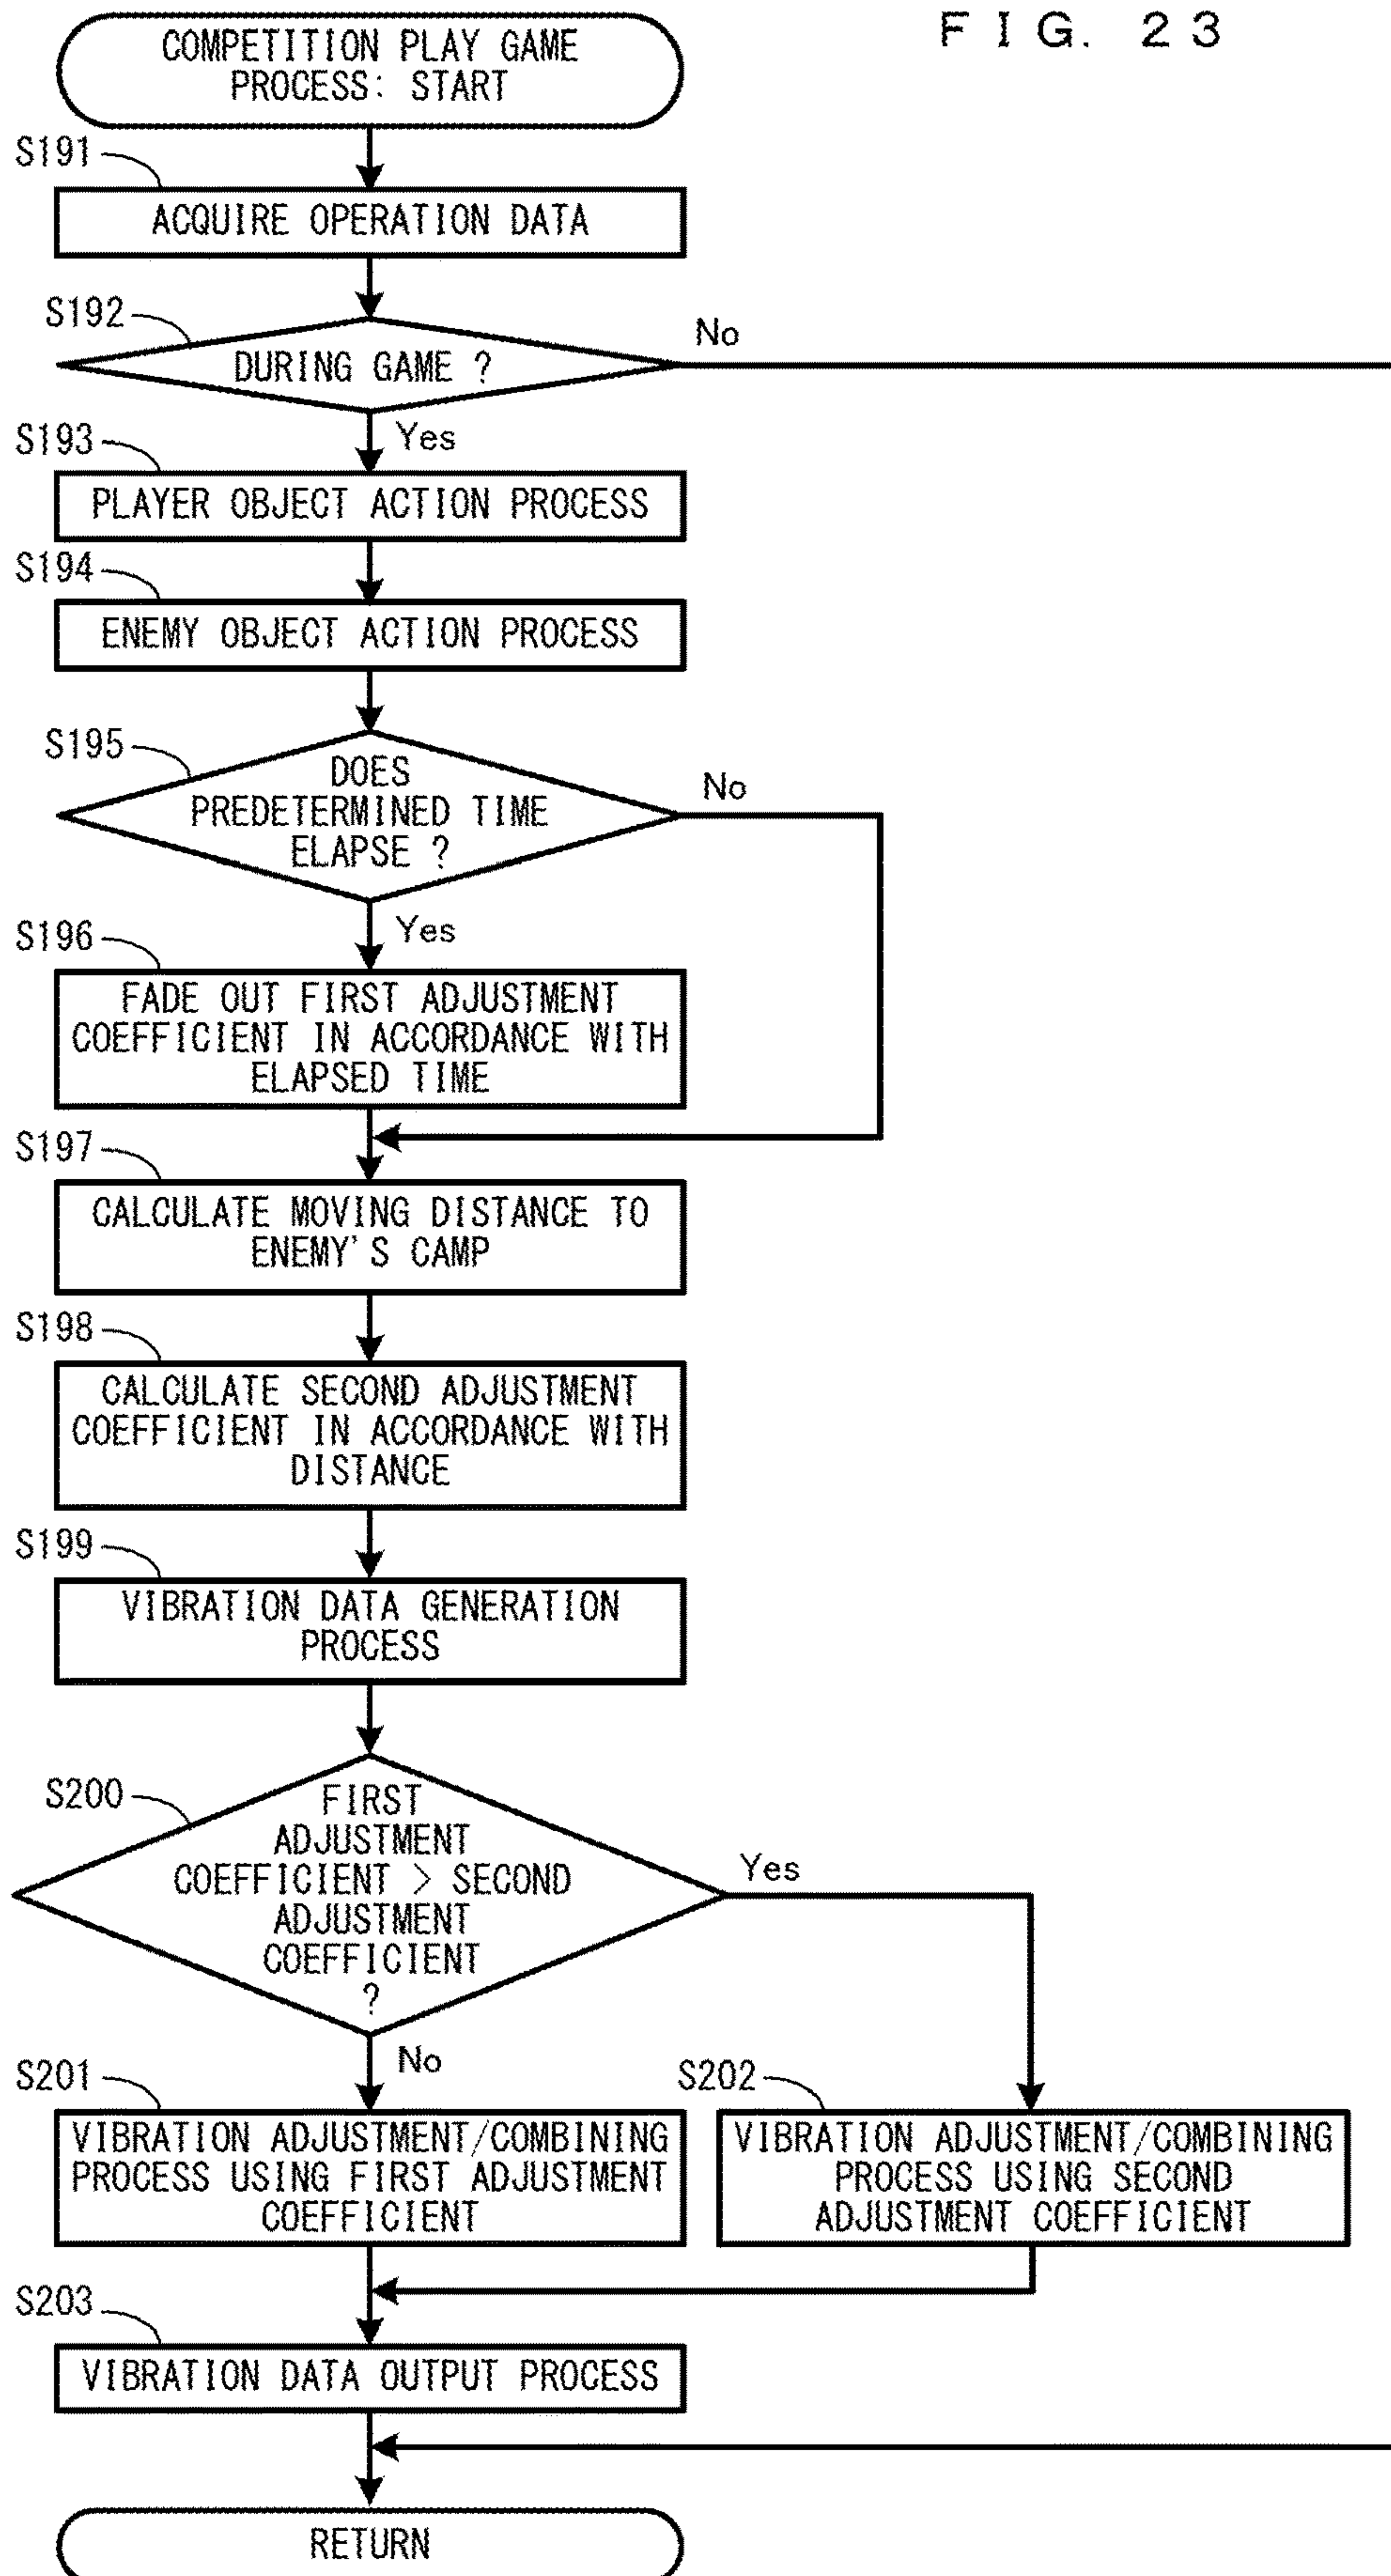 FIG. 23
COMPETITION PLAY GAME
PROCESS: START
S191
ACQUIRE OPERATION DATA
S192
DURING GAME ?
No
Yes
S193
PLAYER OBJECT ACTION PROCESS
S194
ENEMY OBJECT ACTION PROCESS
S195
DOES
PREDETERMINED TIME
ELAPSE ?
No
Yes
S196
FADE OUT FIRST ADJUSTMENT
COEFFICIENT IN ACCORDANCE WITH
ELAPSED TIME
S197
CALCULATE MOVING DISTANCE TO
ENEMY'S CAMP
S198
CALCULATE SECOND ADJUSTMENT
COEFFICIENT IN ACCORDANCE WITH
DISTANCE
S199
VIBRATION DATA GENERATION
PROCESS
S200
FIRST
ADJUSTMENT
COEFFICIENT > SECOND
ADJUSTMENT
COEFFICIENT
?
Yes
No
S201
VIBRATION ADJUSTMENT/COMBINING
PROCESS USING FIRST ADJUSTMENT
COEFFICIENT
S202
VIBRATION ADJUSTMENT/COMBINING
PROCESS USING SECOND
ADJUSTMENT COEFFICIENT
S203
VIBRATION DATA OUTPUT PROCESS
RETURN